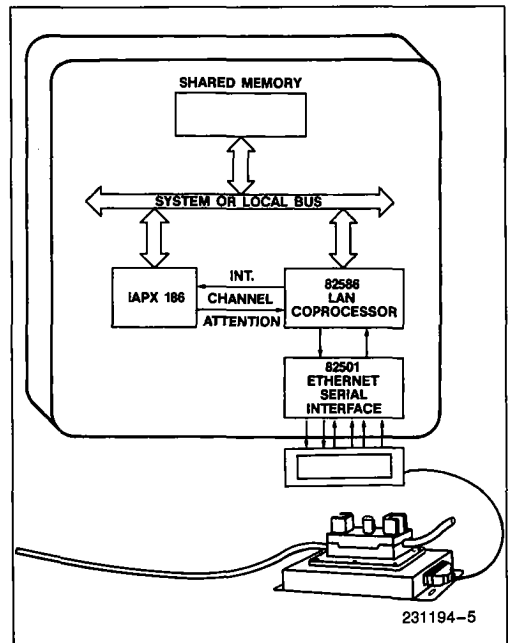 SHARED MEMORY
SYSTEM OR LOCAL BUS
IAPX 186
INT.
CHANNEL
ATTENTION
82586
LAN
COPROCESSOR
82501
ETHERNET
SERIAL
INTERFACE
231194-5